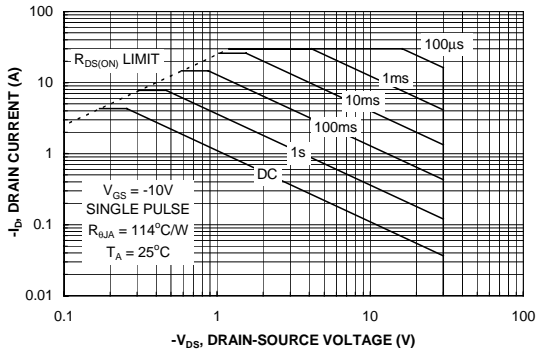 100
10
1
0.1
0.01
0.1
1
10
100
-I_D, DRAIN CURRENT (A)
-V_DS, DRAIN-SOURCE VOLTAGE (V)
R_DS(ON) LIMIT
100μs
1ms
10ms
100ms
1s
DC
V_GS = -10V
SINGLE PULSE
R_θJA = 114°C/W
T_A = 25°C